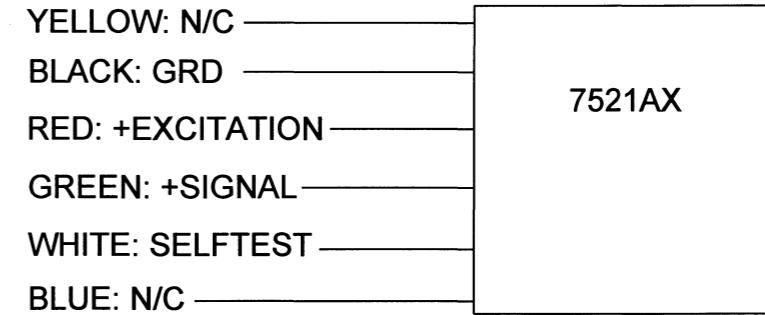 YELLOW: N/C
BLACK: GRD
7521AX
RED: +EXCITATION
GREEN: +SIGNAL
WHITE: SELFTEST
BLUE: N/C